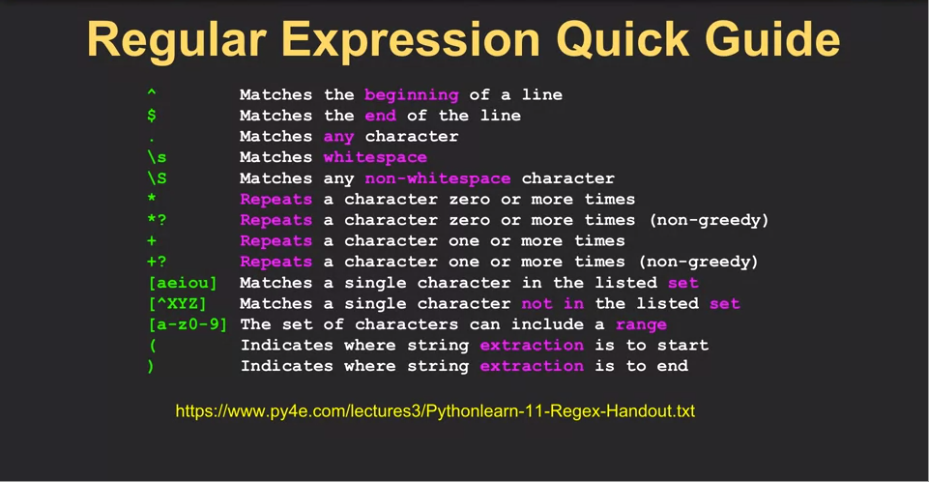 Regular Expression Quick Guide
^ Matches the beginning of a line
$ Matches the end of the line
. Matches any character
\s Matches whitespace
\S Matches any non-whitespace character
* Repeats a character zero or more times
*? Repeats a character zero or more times (non-greedy)
+ Repeats a character one or more times
+? Repeats a character one or more times (non-greedy)
[aeiou] Matches a single character in the listed set
[^XYZ] Matches a single character not in the listed set
[a-z0-9] The set of characters can include a range
( Indicates where string extraction is to start
) Indicates where string extraction is to end
https://www.py4e.com/lectures3/Pythonlearn-11-Regex-Handout.txt